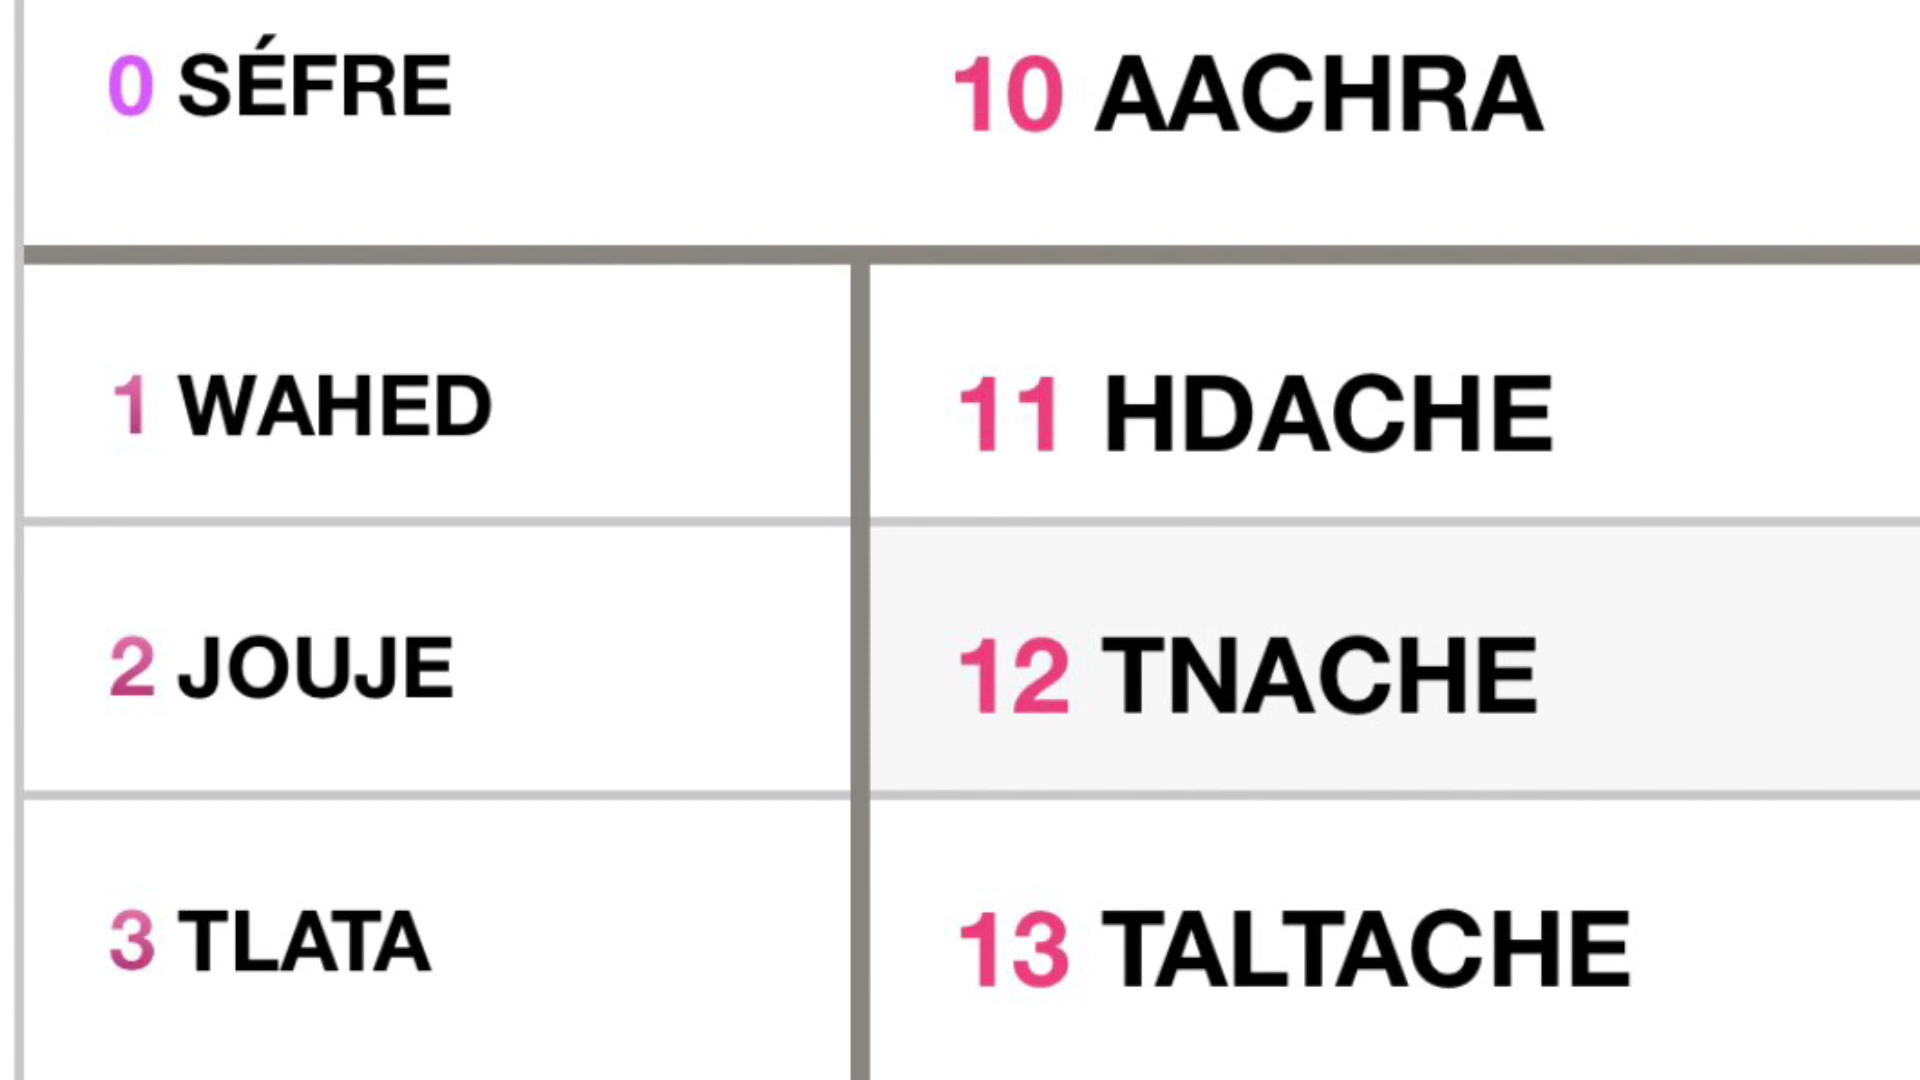 0 SÉFRE
10 AACHRA
1 WAHED
11 HDACHE
2 JOUJE
12 TNACHE
3 TLATA
13 TALTACHE